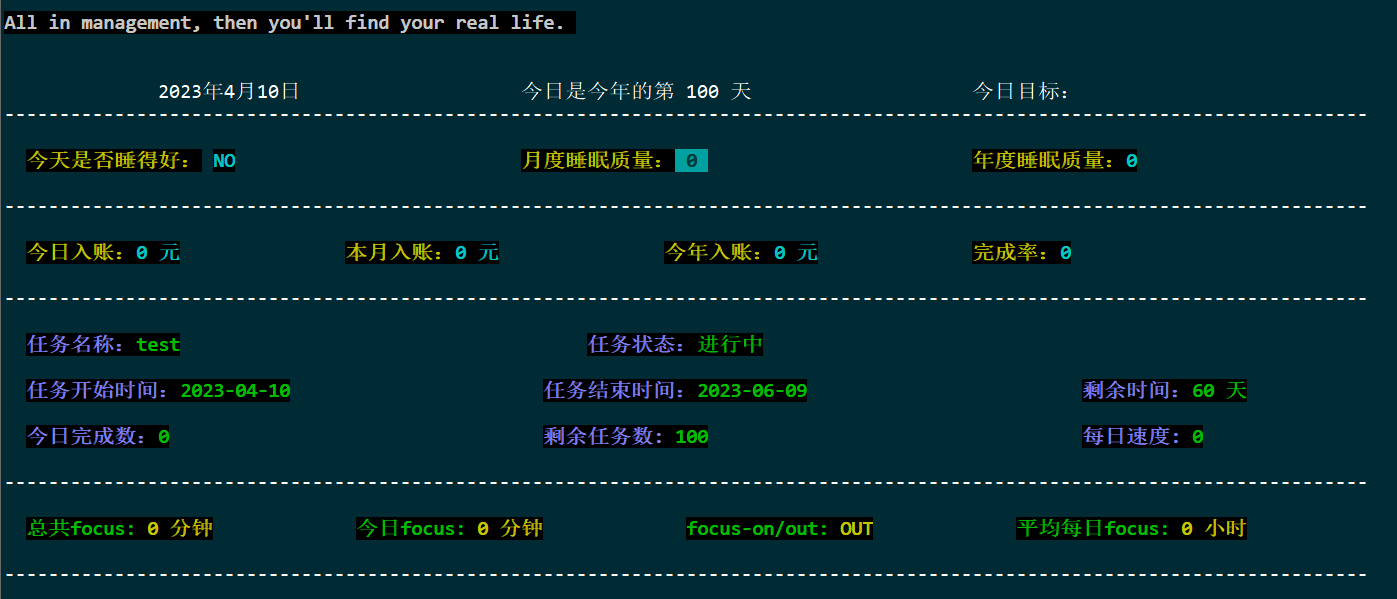 All in management, then you'll find your real life.
2023年4月10日 今日是今年的第 100 天 今日目标:
今天是否睡得好: NO 月度睡眠质量: 0 年度睡眠质量: 0
今日入账: 0 元 本月入账: 0 元 今年入账: 0 元 完成率: 0
任务名称: test 任务状态: 进行中
任务开始时间: 2023-04-10 任务结束时间: 2023-06-09 剩余时间: 60 天
今日完成数: 0 剩余任务数: 100 每日速度: 0
总共focus: 0 分钟 今日focus: 0 分钟 focus-on/out: OUT 平均每日focus: 0 小时